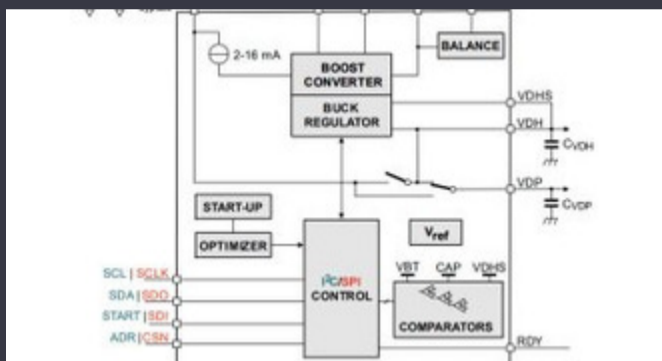 2-16 mA
BALANCE
BOOST
CONVERTER
BUCK
REGULATOR
VDHS
VDH
CVDH
VDP
CVDP
START-UP
OPTIMIZER
Vref
SCL | SCLK
SDA | SDO
START | SDI
ADR | CSN
I²C/SPI
CONTROL
VBT CAP VDHS
COMPARATORS
RDY